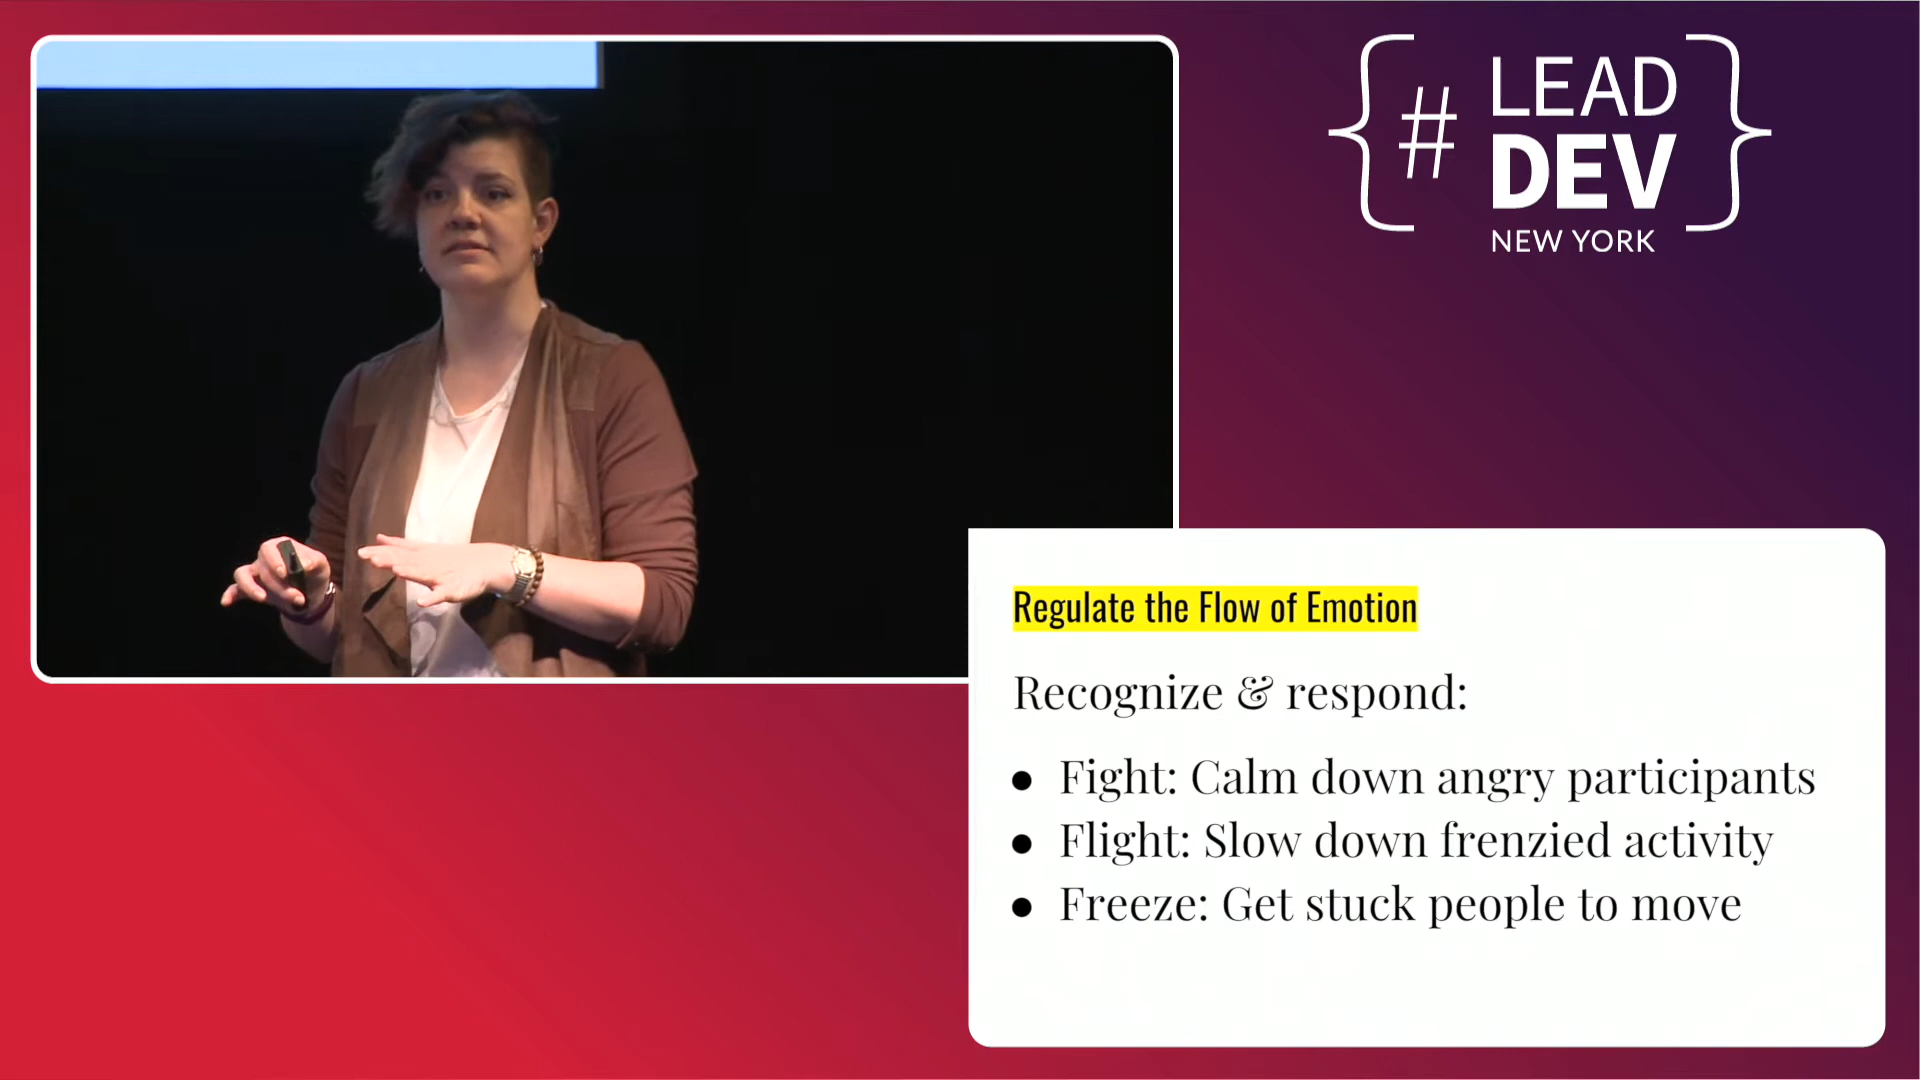 # LEAD
DEV
NEW YORK
Regulate the Flow of Emotion
Recognize & respond:
● Fight: Calm down angry participants
● Flight: Slow down frenzied activity
● Freeze: Get stuck people to move